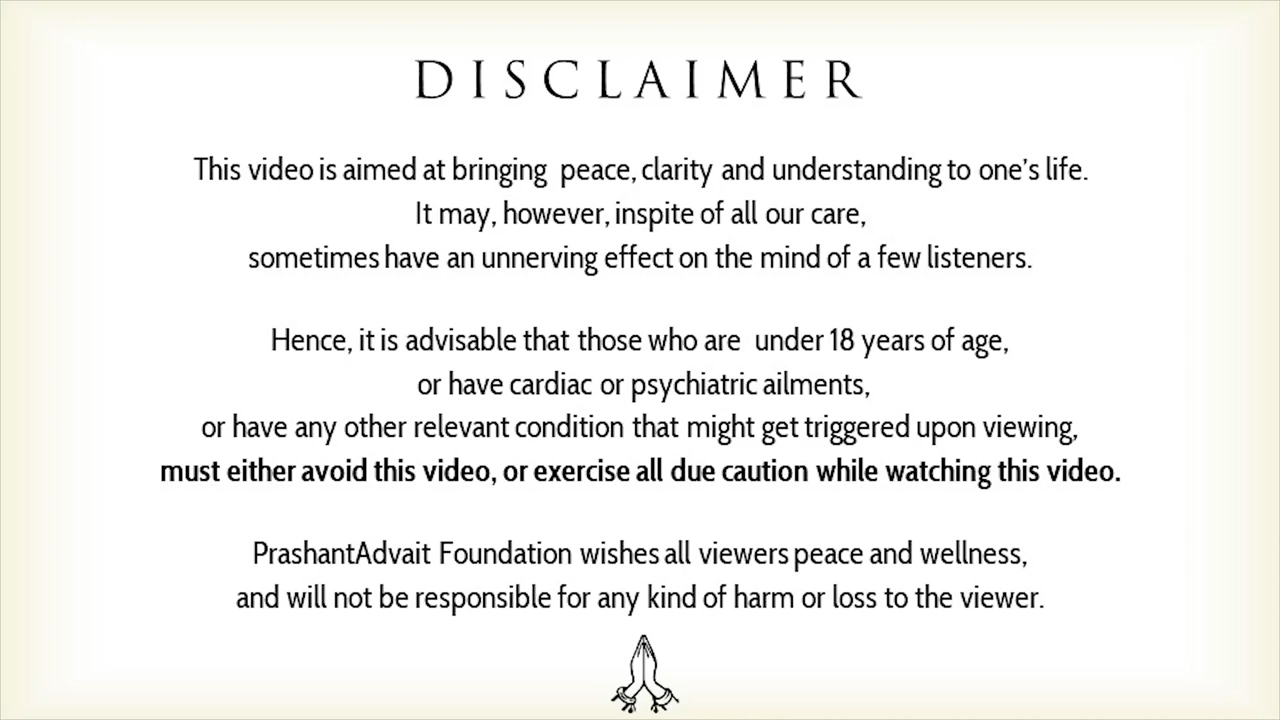 DISCLAIMER
This video is aimed at bringing peace, clarity and understanding to one's life.
It may, however, inspite of all our care,
sometimes have an unnerving effect on the mind of a few listeners.
Hence, it is advisable that those who are under 18 years of age,
or have cardiac or psychiatric ailments,
or have any other relevant condition that might get triggered upon viewing,
must either avoid this video, or exercise all due caution while watching this video.
PrashantAdvait Foundation wishes all viewers peace and wellness,
and will not be responsible for any kind of harm or loss to the viewer.